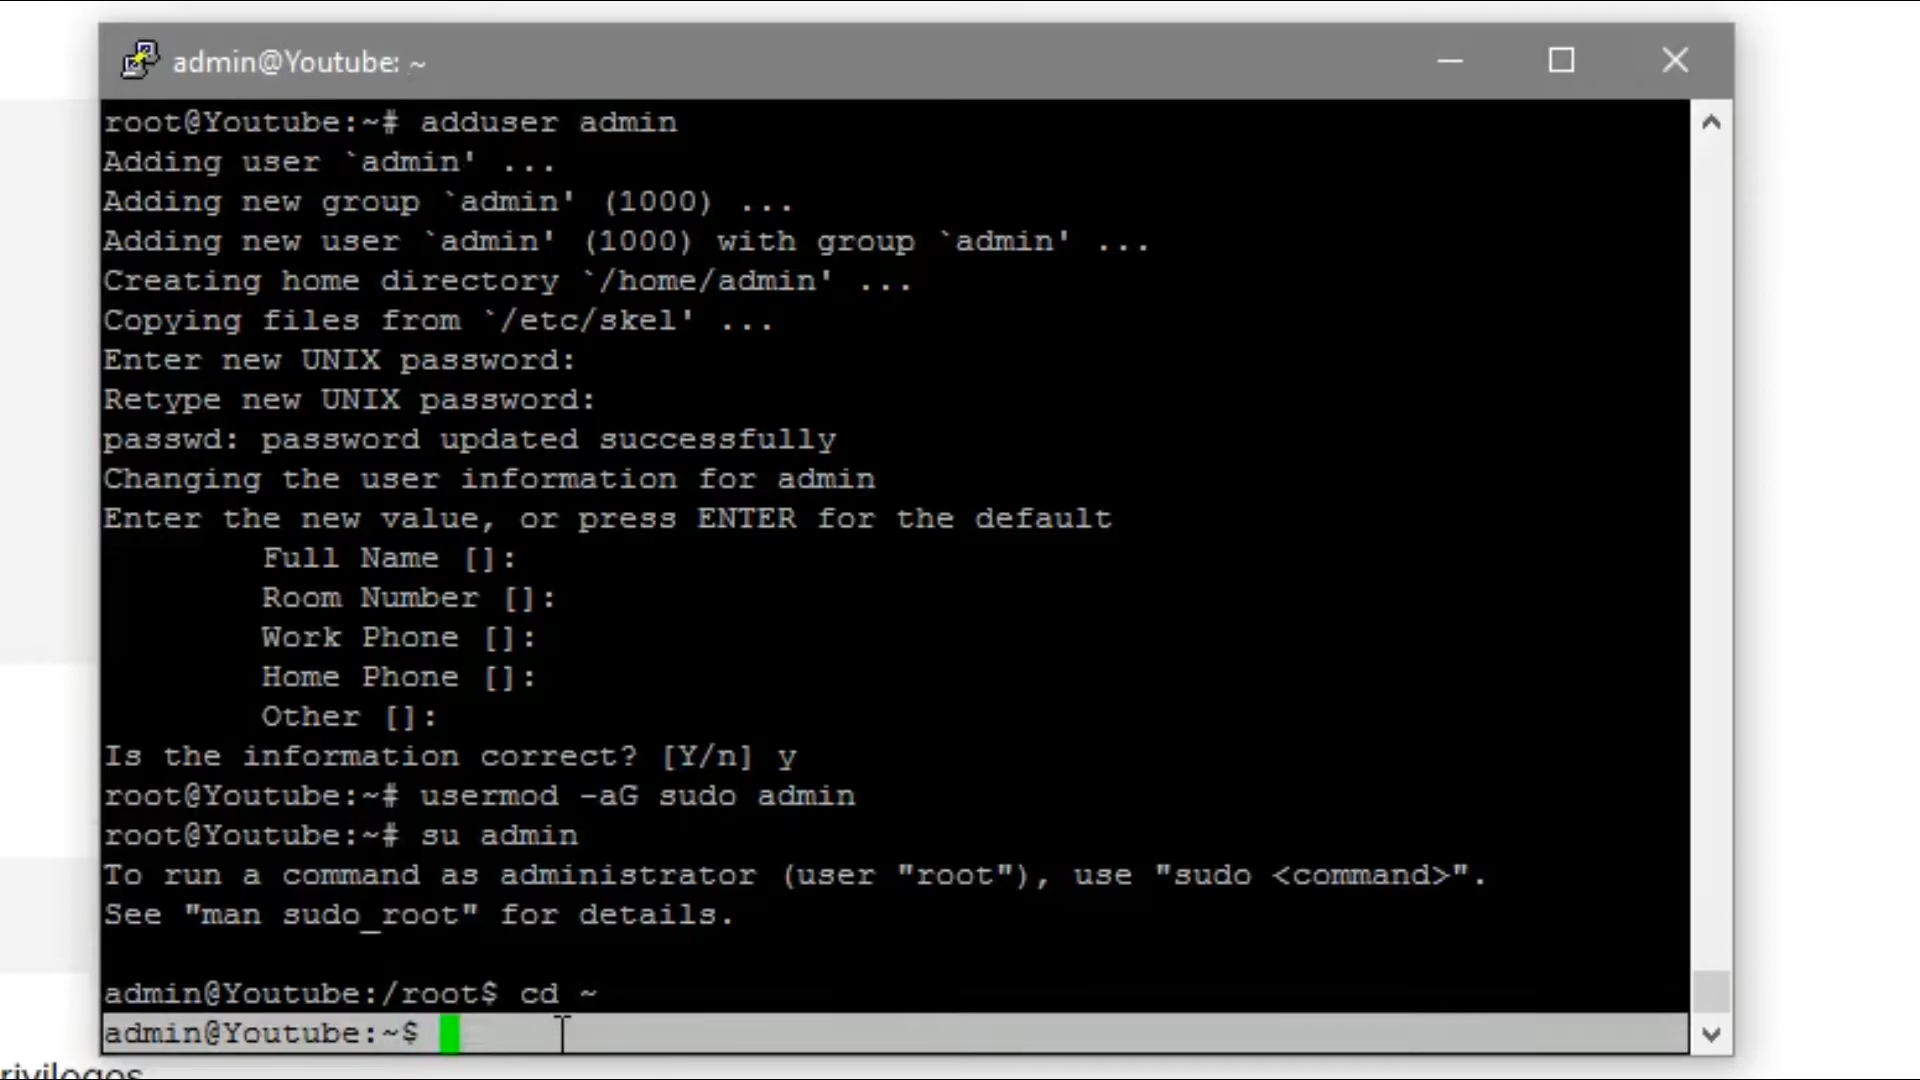 admin@Youtube: ~
root@Youtube:~# adduser admin
Adding user `admin' ...
Adding new group `admin' (1000) ...
Adding new user `admin' (1000) with group `admin' ...
Creating home directory `/home/admin' ...
Copying files from `/etc/skel' ...
Enter new UNIX password:
Retype new UNIX password:
passwd: password updated successfully
Changing the user information for admin
Enter the new value, or press ENTER for the default
Full Name []:
Room Number []:
Work Phone []:
Home Phone []:
Other []:
Is the information correct? [Y/n] y
root@Youtube:~# usermod -aG sudo admin
root@Youtube:~# su admin
To run a command as administrator (user "root"), use "sudo <command>".
See "man sudo_root" for details.
admin@Youtube:/root$ cd ~
admin@Youtube:~$